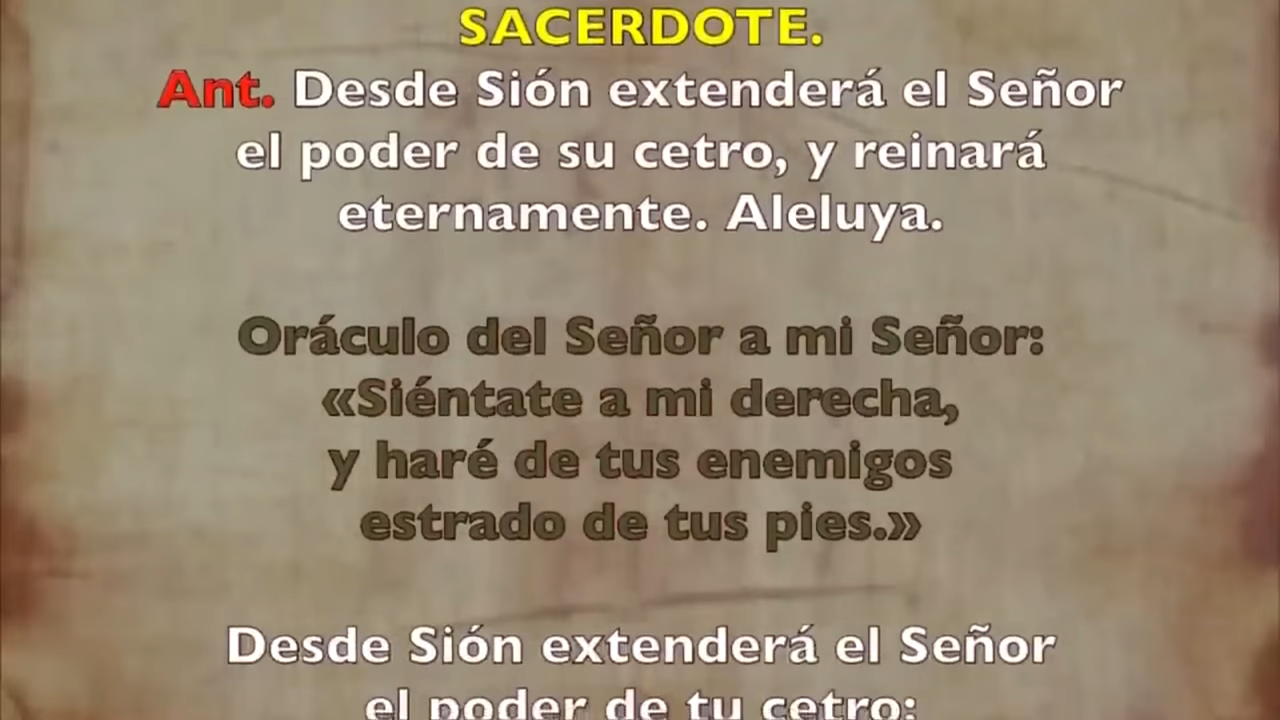 SACERDOTE.
Ant. Desde Sión extenderá el Señor
el poder de su cetro, y reinará
eternamente. Aleluya.
Oráculo del Señor a mi Señor:
«Siéntate a mi derecha,
y haré de tus enemigos
estrado de tus pies.»
Desde Sión extenderá el Señor
el poder de tu cetro: